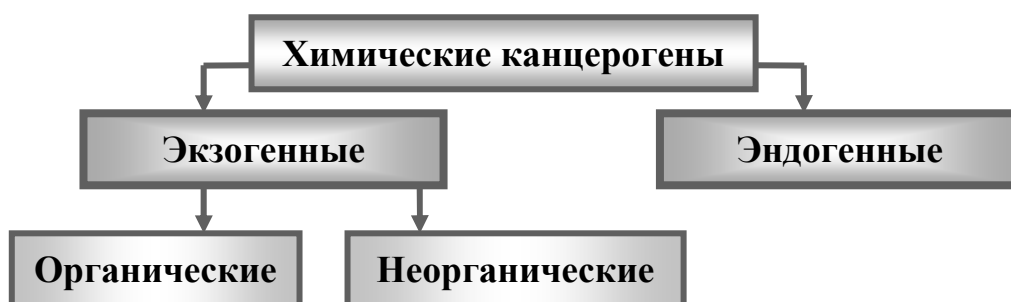 Химические канцерогены
Экзогенные
Эндогенные
Органические
Неорганические